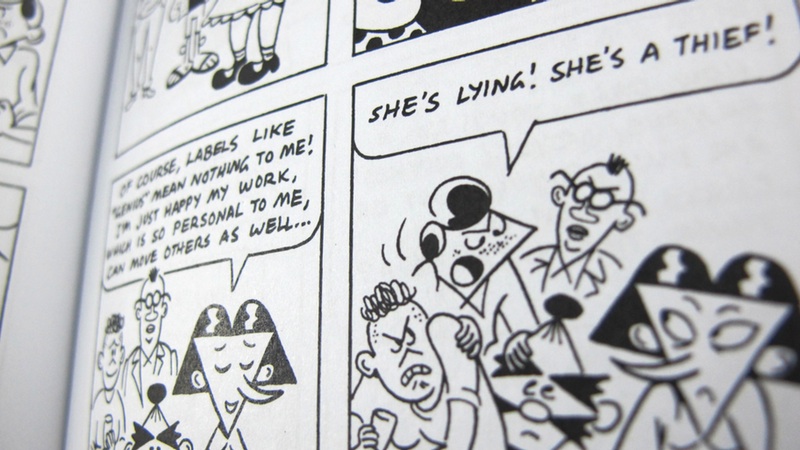 OF COURSE, LABELS LIKE
"GENIUS" MEAN NOTHING TO ME!
I'M JUST HAPPY MY WORK,
WHICH IS SO PERSONAL TO ME,
CAN MOVE OTHERS AS WELL...
SHE'S LYING! SHE'S A THIEF!